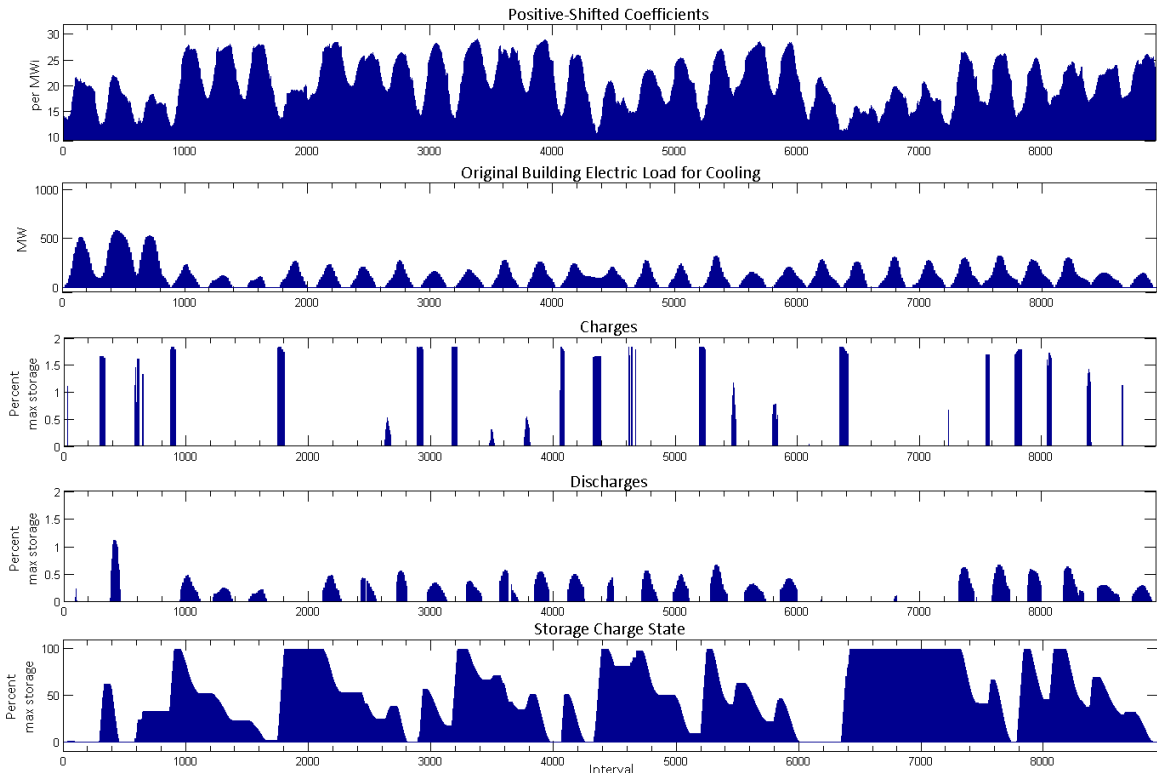 Positive-Shifted Coefficients
per MWi
30
25
20
15
10
0 1000 2000 3000 4000 5000 6000 7000 8000
Original Building Electric Load for Cooling
MW
1000
500
0
0 1000 2000 3000 4000 5000 6000 7000 8000
Charges
Percent
max storage
2
1.5
1
0.5
0
0 1000 2000 3000 4000 5000 6000 7000 8000
Discharges
Percent
max storage
2
1.5
1
0.5
0
0 1000 2000 3000 4000 5000 6000 7000 8000
Storage Charge State
Percent
max storage
100
50
0
0 1000 2000 3000 4000 5000 6000 7000 8000
Interval